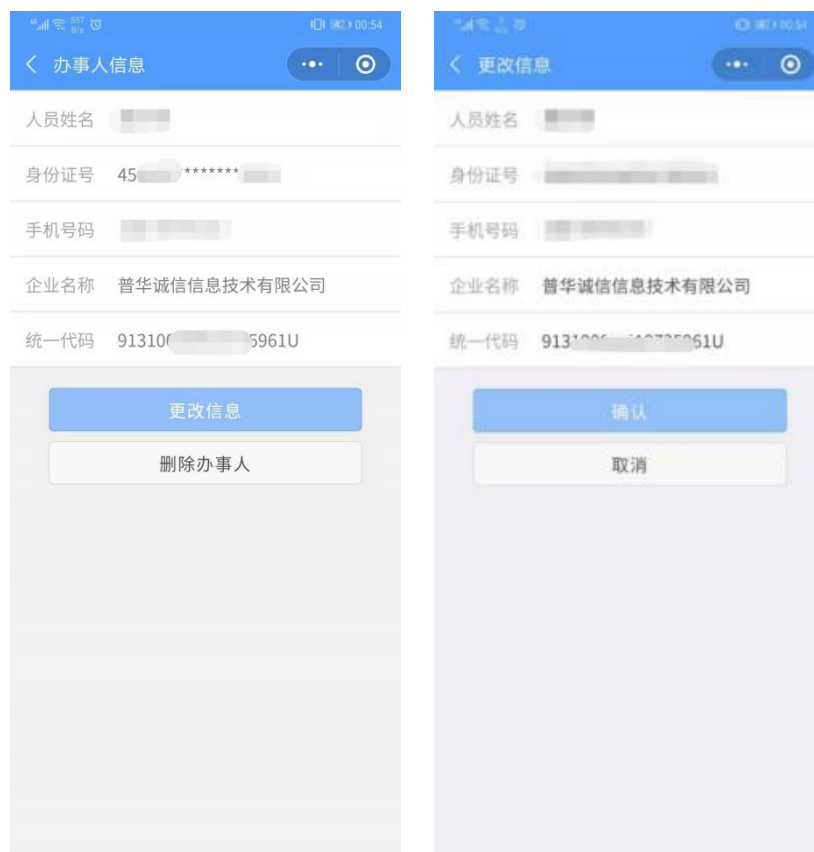 557
B/s
00:54
办事人信息
人员姓名
身份证号 45 *******
手机号码
企业名称 普华诚信信息技术有限公司
统一代码 91310 5961U
更改信息
删除办事人
00:54
更改信息
人员姓名
身份证号
手机号码
企业名称 普华诚信信息技术有限公司
统一代码 913 61U
确认
取消